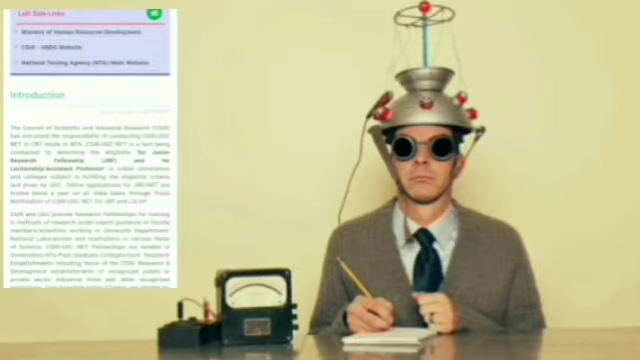 Left Side Links
Ministry of Human Resource Development
CSIR - HRDG Website
National Testing Agency (NTA) Main Website
Introduction
The Council of Scientific and Industrial Research (CSIR)
has entrusted the responsibility of conducting CSIR-UGC
NET in CBT mode to NTA. CSIR-UGC NET is a test being
conducted to determine the eligibility 'for Junior
Research Fellowship (JRF) and for
Lectureship/Assistant Professor' in Indian universities
and colleges subject to fulfilling the eligibility criteria
laid down by UGC. Online applications for JRF/NET are
invited twice a year on all India basis through Press
Notification of CSIR-UGC NET for JRF and LS/AP
CSIR and UGC provide Research Fellowships for training
in methods of research under expert guidance of faculty
members/scientists working in University Department/
National Laboratories and Institutions in various fields
of Science. CSIR/UGC NET Fellowships are tenable in
Universities/IITs/Post Graduate Colleges/Govt. Research
Establishments including those of the CSIR, Research &
Development establishments of recognized public or
private sector, industrial firms and other recognized